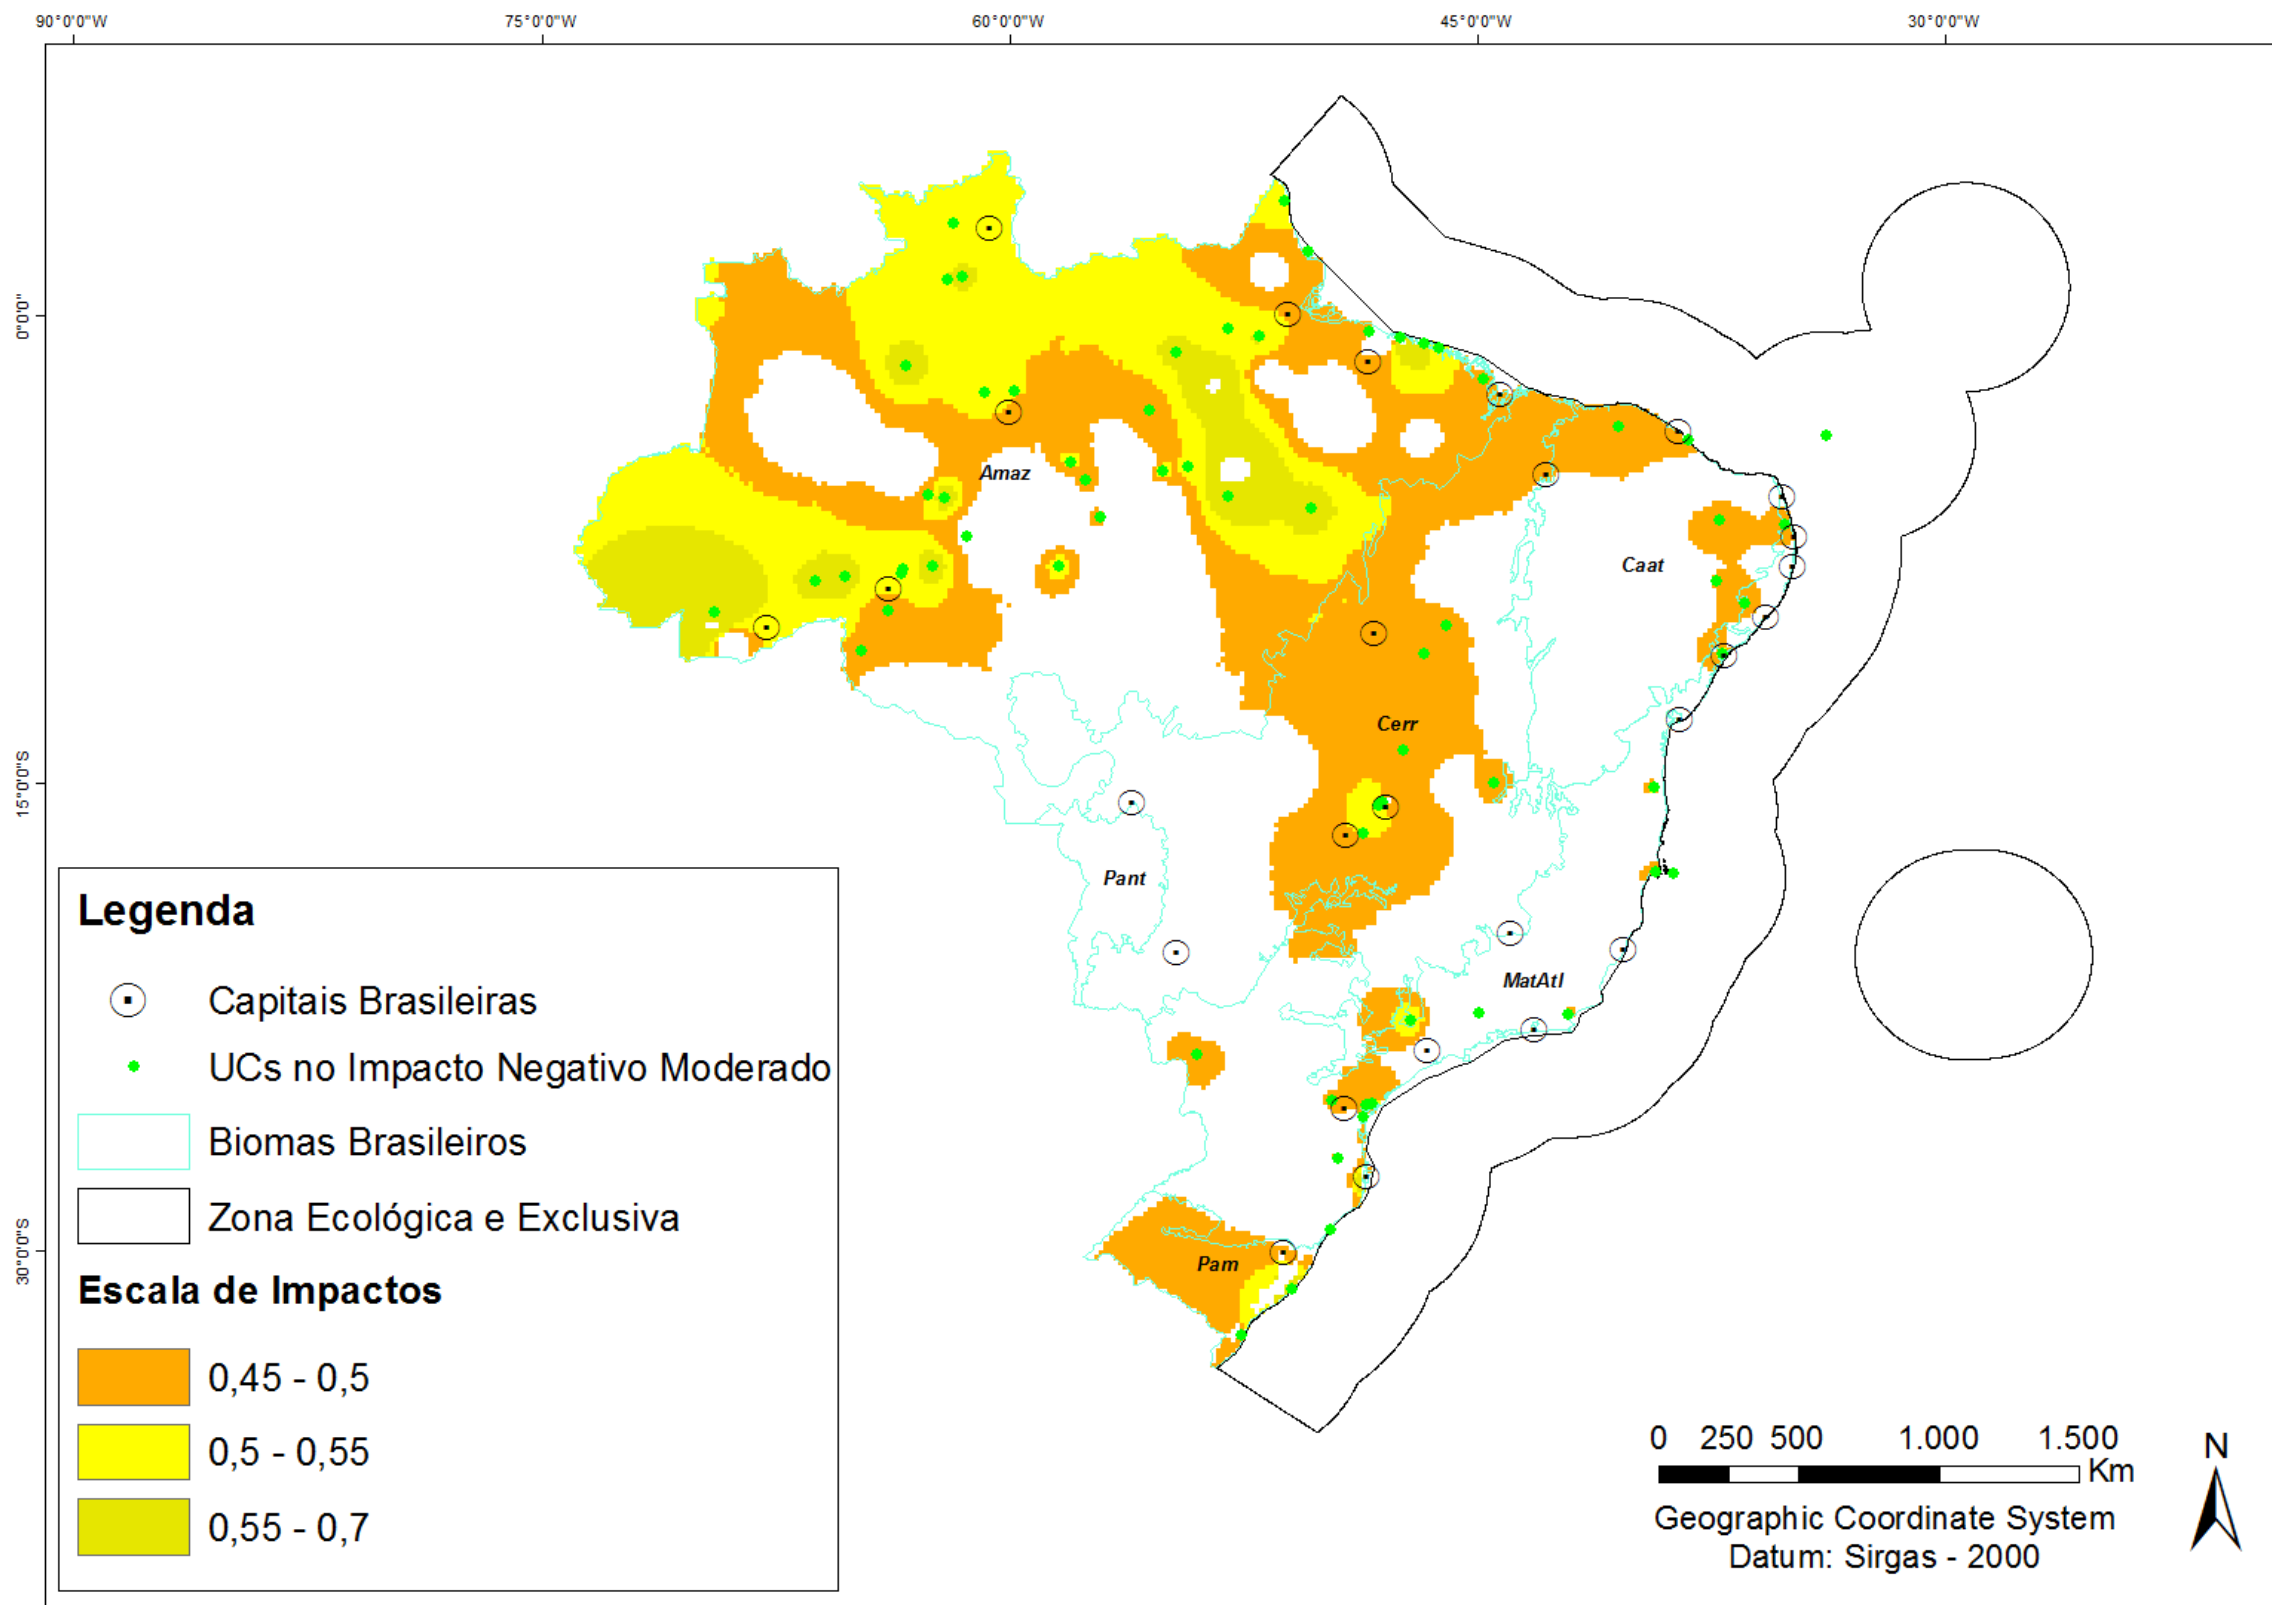 90°0'0"W 75°0'0"W 60°0'0"W 45°0'0"W 30°0'0"W
0°0'0"
15°0'0"S
30°0'0"S
Amaz
Caat
Cerr
Pant
MatAtl
Pam
Legenda
Capitais Brasileiras
UCs no Impacto Negativo Moderado
Biomas Brasileiros
Zona Ecológica e Exclusiva
Escala de Impactos
0,45 - 0,5
0,5 - 0,55
0,55 - 0,7
0 250 500 1.000 1.500
Km
Geographic Coordinate System
Datum: Sirgas - 2000
N